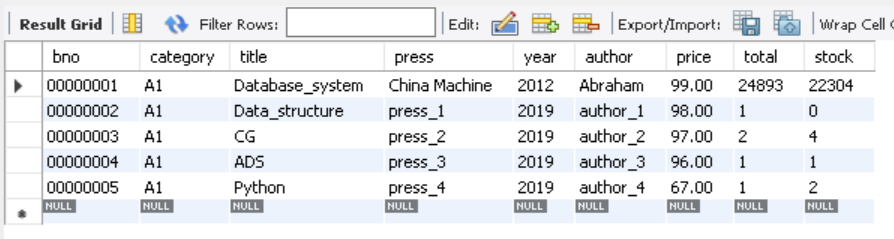 Result Grid Filter Rows: Edit: Export/Import: Wrap Cell
bno category title press year author price total stock
00000001 A1 Database_system China Machine 2012 Abraham 99.00 24893 22304
00000002 A1 Data_structure press_1 2019 author_1 98.00 1 0
00000003 A1 CG press_2 2019 author_2 97.00 2 4
00000004 A1 ADS press_3 2019 author_3 96.00 1 1
00000005 A1 Python press_4 2019 author_4 67.00 1 2
NULL NULL NULL NULL NULL NULL NULL NULL NULL